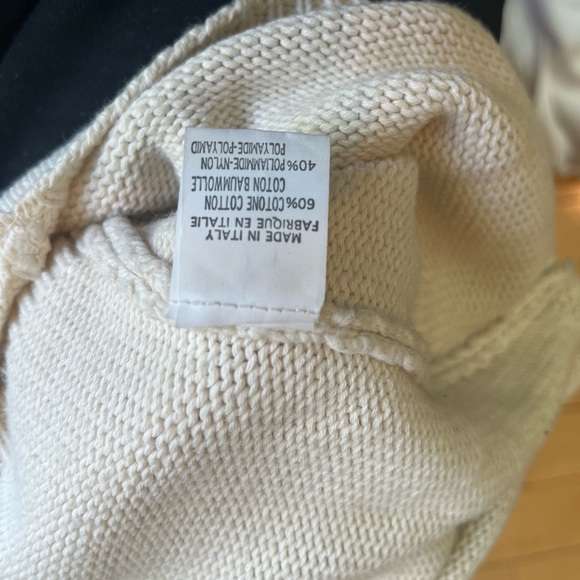 MADE IN ITALY
FABRIQUE EN ITALIE
60% COTONE COTTON
COTON BAUMWOLLE
40% POLIAMMIDE-NYLON
POLYAMIDE-POLYAMID